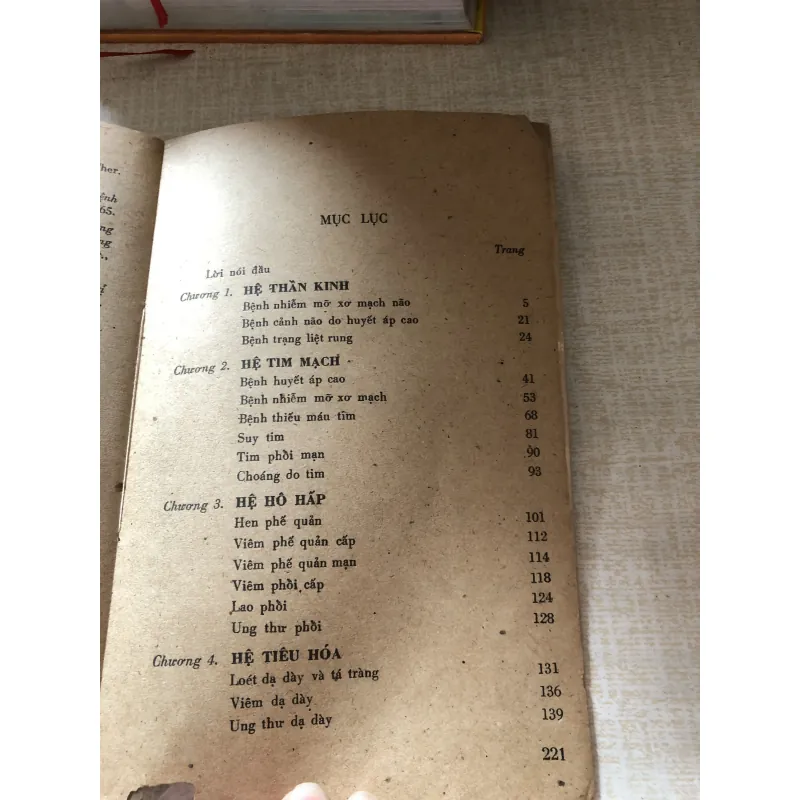 ther.
ệnh
65.
ng
ng
MỤC LỤC
Trang
Lời nói đầu
Chương 1. HỆ THẦN KINH
Bệnh nhiễm mỡ xơ mạch não 5
Bệnh cảnh não do huyết áp cao 21
Bệnh trạng liệt rung 24
Chương 2. HỆ TIM MẠCH
Bệnh huyết áp cao 41
Bệnh nhiễm mỡ xơ mạch 53
Bệnh thiếu máu tim 68
Suy tim 81
Tim phổi mạn 90
Choáng do tim 93
Chương 3. HỆ HÔ HẤP
Hen phế quản 101
Viêm phế quản cấp 112
Viêm phế quản mạn 114
Viêm phổi cấp 118
Lao phổi 124
Ung thư phổi 128
Chương 4. HỆ TIÊU HÓA
Loét dạ dày và tá tràng 131
Viêm dạ dày 136
Ung thư dạ dày 139
221